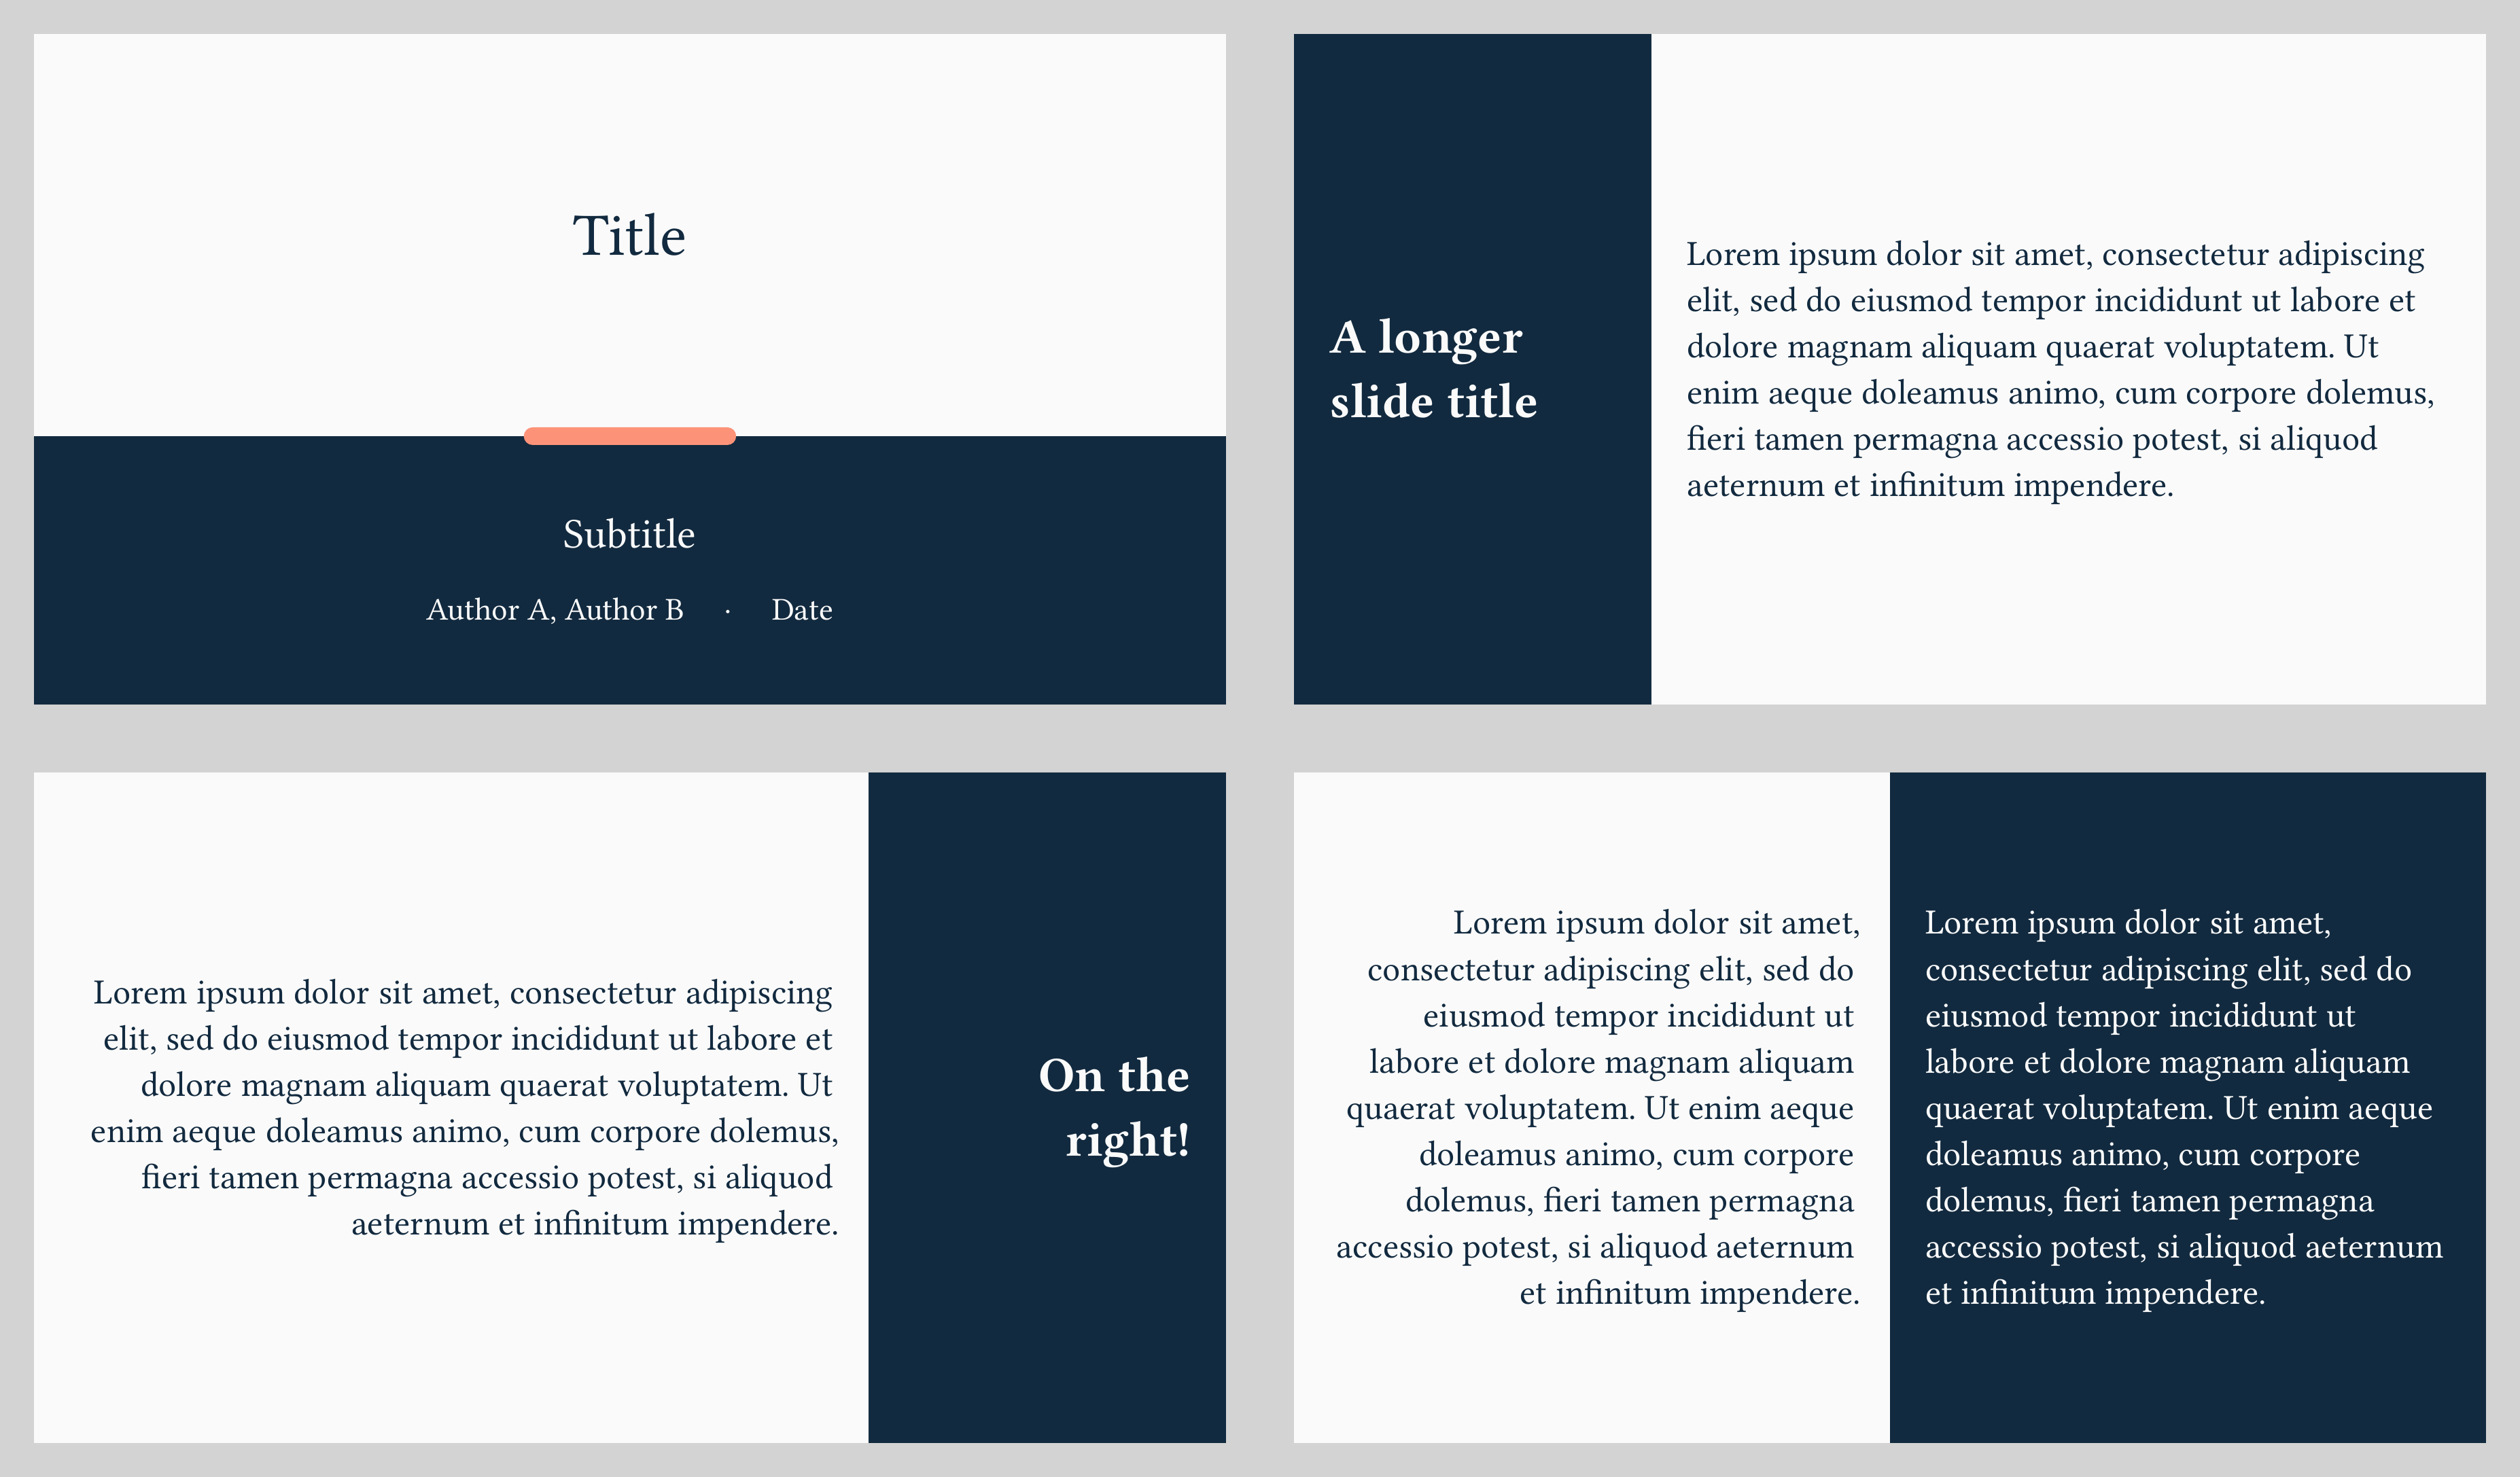 Title
Subtitle
Author A, Author B · Date
A longer
slide title
Lorem ipsum dolor sit amet, consectetur adipiscing
elit, sed do eiusmod tempor incididunt ut labore et
dolore magnam aliquam quaerat voluptatem. Ut
enim aeque doleamus animo, cum corpore dolemus,
fieri tamen permagna accessio potest, si aliquod
aeternum et infinitum impendere.
Lorem ipsum dolor sit amet, consectetur adipiscing
elit, sed do eiusmod tempor incididunt ut labore et
dolore magnam aliquam quaerat voluptatem. Ut
enim aeque doleamus animo, cum corpore dolemus,
fieri tamen permagna accessio potest, si aliquod
aeternum et infinitum impendere.
On the
right!
Lorem ipsum dolor sit amet,
consectetur adipiscing elit, sed do
eiusmod tempor incididunt ut
labore et dolore magnam aliquam
quaerat voluptatem. Ut enim aeque
doleamus animo, cum corpore
dolemus, fieri tamen permagna
accessio potest, si aliquod aeternum
et infinitum impendere.
Lorem ipsum dolor sit amet,
consectetur adipiscing elit, sed do
eiusmod tempor incididunt ut
labore et dolore magnam aliquam
quaerat voluptatem. Ut enim aeque
doleamus animo, cum corpore
dolemus, fieri tamen permagna
accessio potest, si aliquod aeternum
et infinitum impendere.